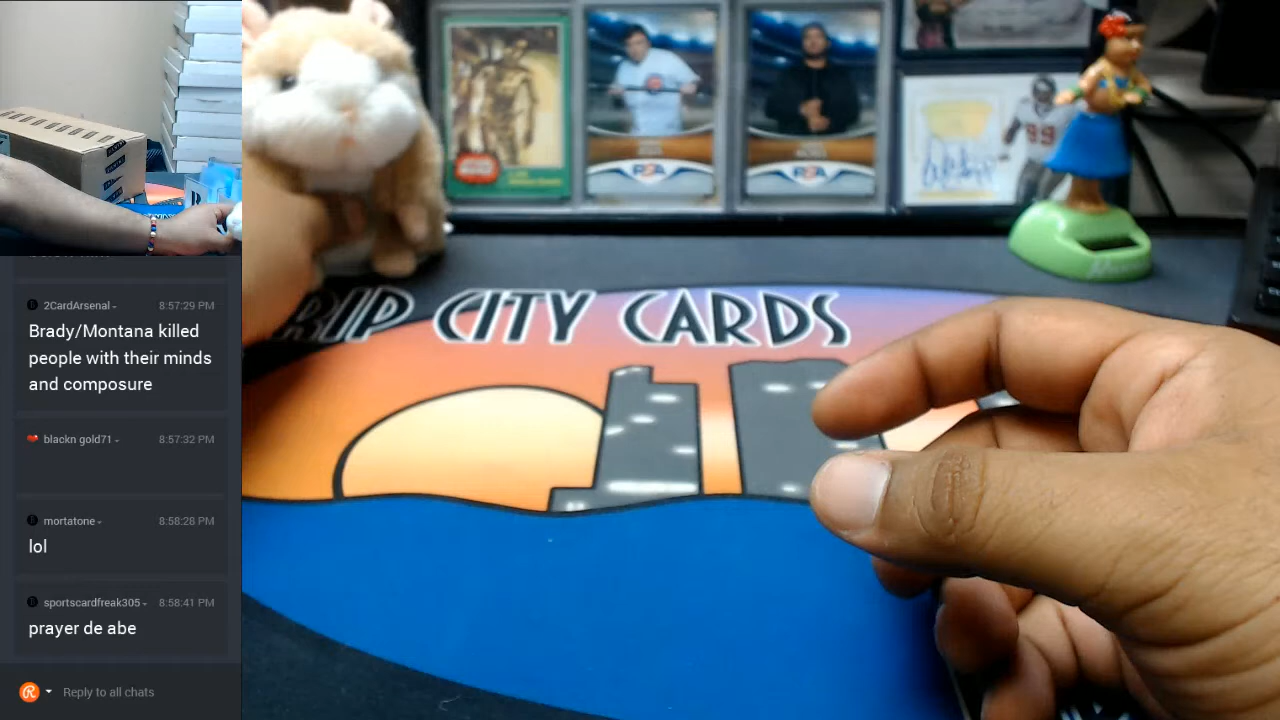 2CardArsenal
8:57:29 PM
Brady/Montana killed
people with their minds
and composure
blackn gold71
8:57:32 PM
mortatone
8:58:28 PM
lol
sportscardfreak305
8:58:41 PM
prayer de abe
Reply to all chats
RIP CITY CARDS
99